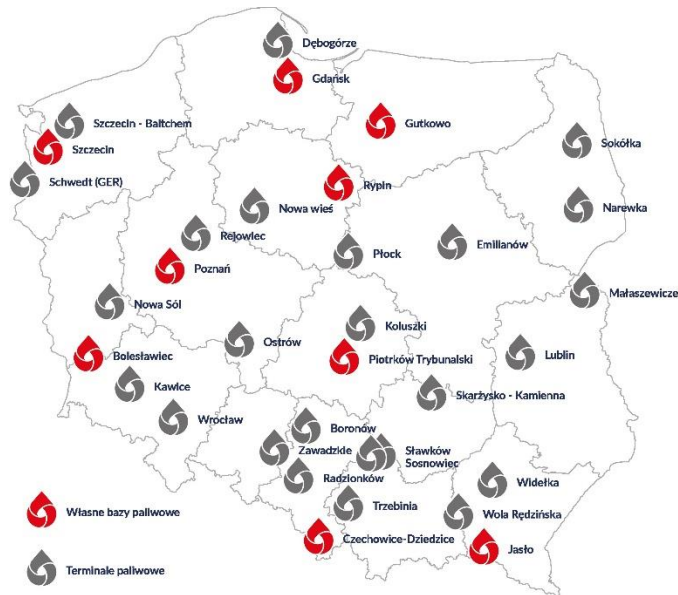 Dębogórze
Gdańsk
Szczecin - Baltchem
Gutkowo
Szczecin
Sokółka
Schwedt (GER)
Rypin
Nowa wieś
Narewka
Rejowiec
Płock
Emilianów
Poznań
Małaszewicze
Nowa Sól
Koluszki
Ostrów
Bolesławiec
Piotrków Trybunalski
Lublin
Kawice
Skarżysko - Kamienna
Wrocław
Boronów
Zawadzkie
Sławków
Sosnowiec
Radzionków
Widełka
Trzebinia
Wola Rędzińska
Własne bazy paliwowe
Czechowice-Dziedzice
Jasło
Terminale paliwowe